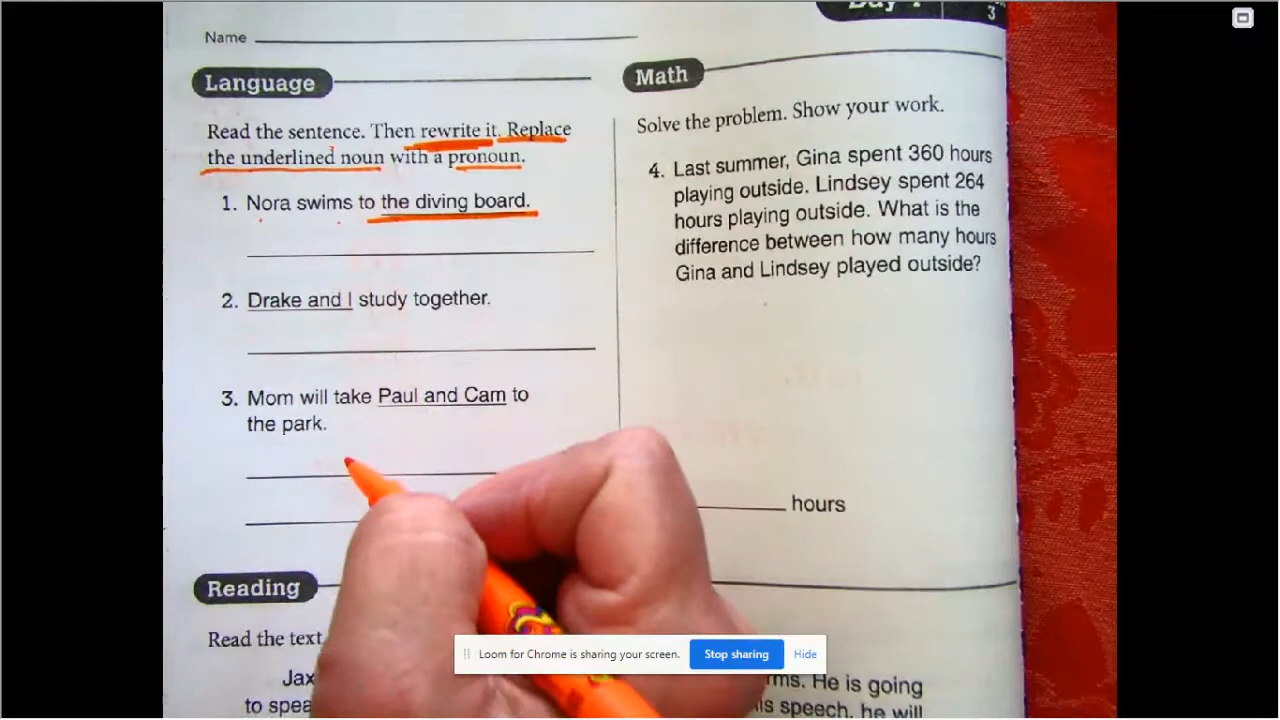 Day 1
3
Name
Language
Read the sentence. Then rewrite it. Replace
the underlined noun with a pronoun.
1. Nora swims to the diving board.
2. Drake and I study together.
3. Mom will take Paul and Cam to
the park.
Math
Solve the problem. Show your work.
4. Last summer, Gina spent 360 hours
playing outside. Lindsey spent 264
hours playing outside. What is the
difference between how many hours
Gina and Lindsey played outside?
hours
Reading
Read the text
rms. He is going
his speech, he will
Loom for Chrome is sharing your screen. Stop sharing Hide